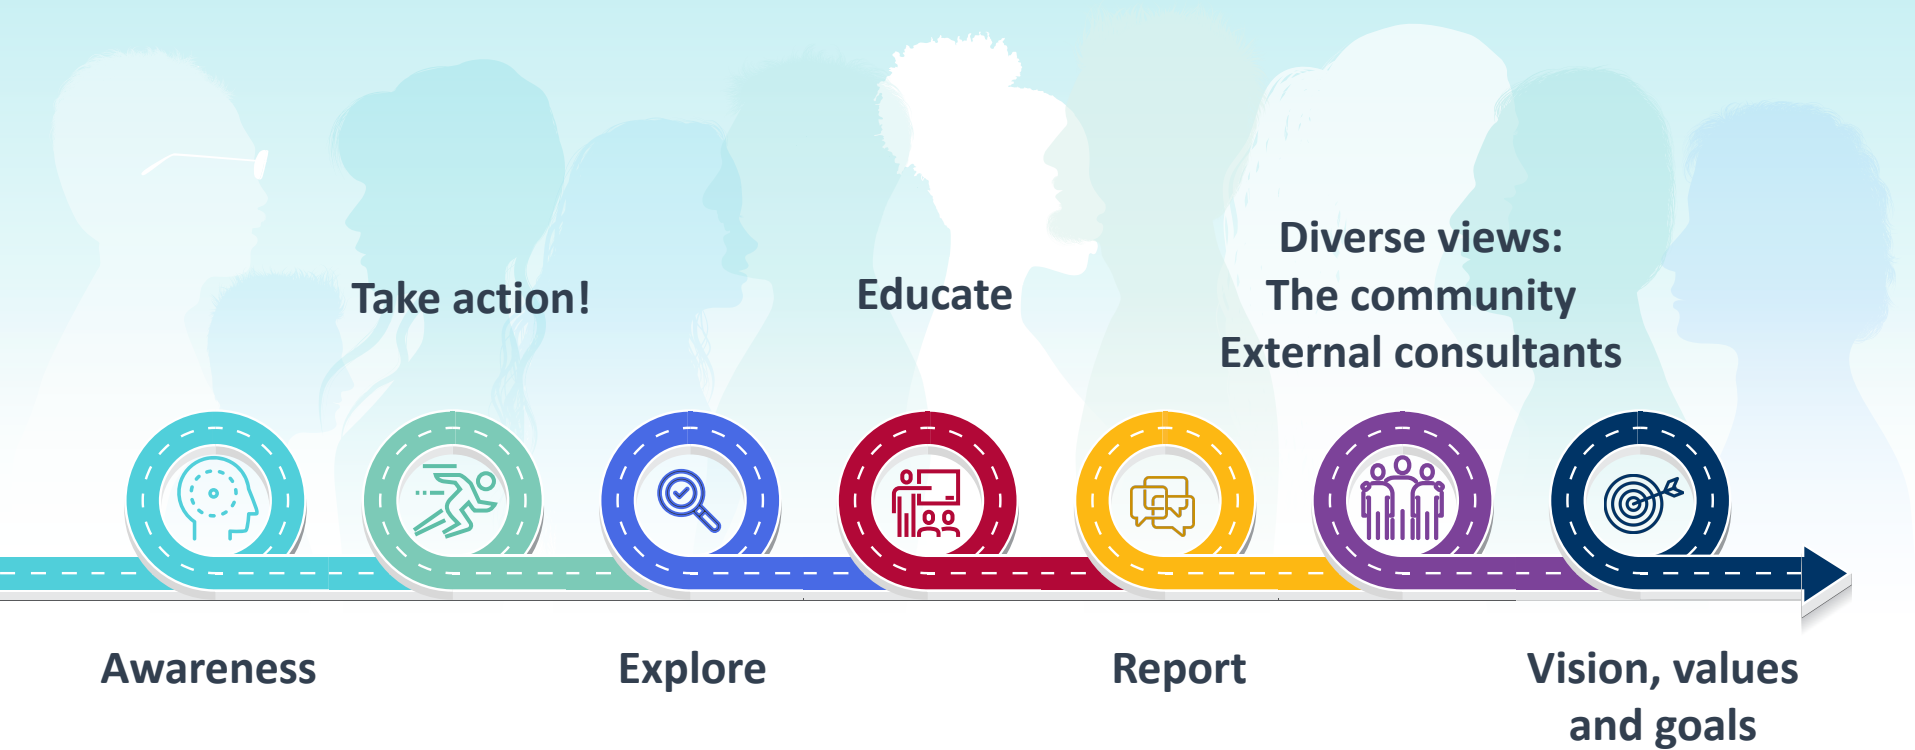 Take action!
Educate
Diverse views:
The community
External consultants
Awareness
Explore
Report
Vision, values
and goals